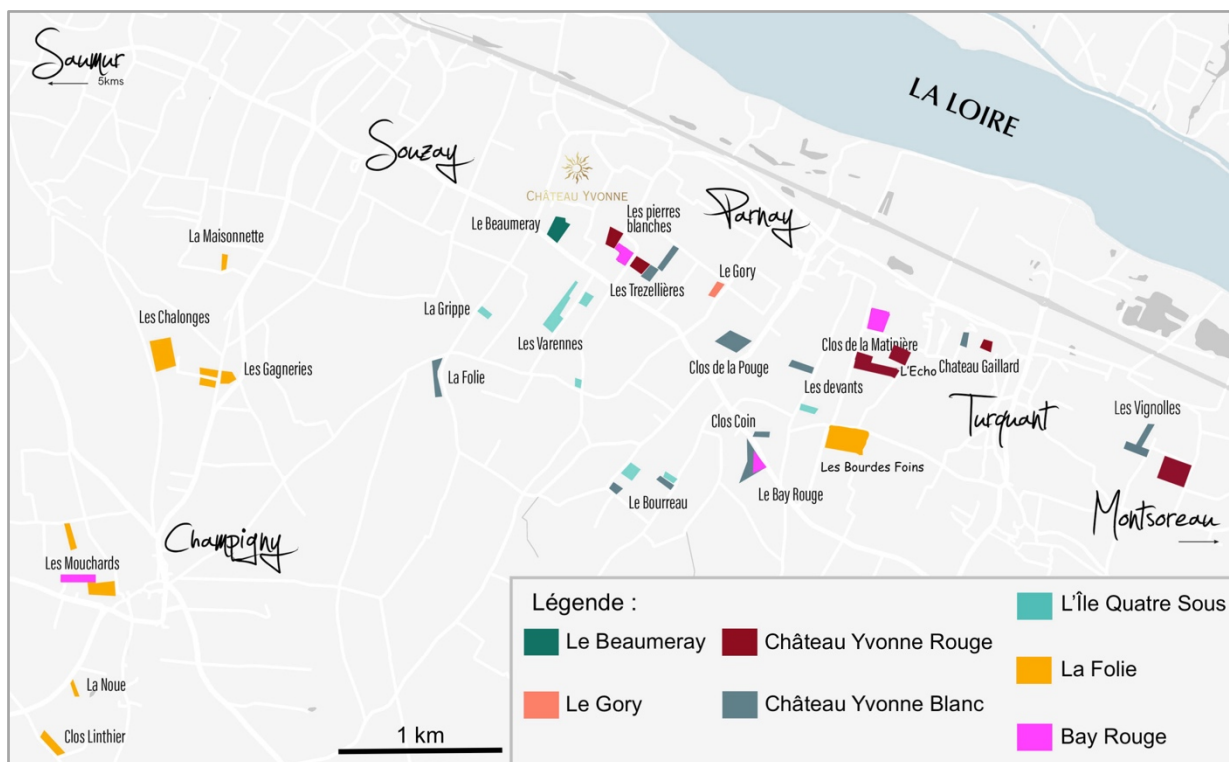 Saumur
5kms
LA LOIRE
Souzay
CHÂTEAU YVONNE
Parnay
Les pierres
blanches
Le Beaumeray
La Maisonnette
Le Gory
Les Trezellières
La Grippe
Les Chalonges
Les Varennes
Clos de la Matinière
Clos de la Pouge
Les Gagneries
La Folie
L'Echo
Chateau Gaillard
Les devants
Turquant
Les Vignolles
Clos Coin
Les Bourdes Foins
Le Bay Rouge
Le Bourreau
Montsoreau
Champigny
Les Mouchards
La Noue
Clos Linthier
1 km
Légende :
Le Beaumeray
Château Yvonne Rouge
L'Île Quatre Sous
Le Gory
Château Yvonne Blanc
La Folie
Bay Rouge